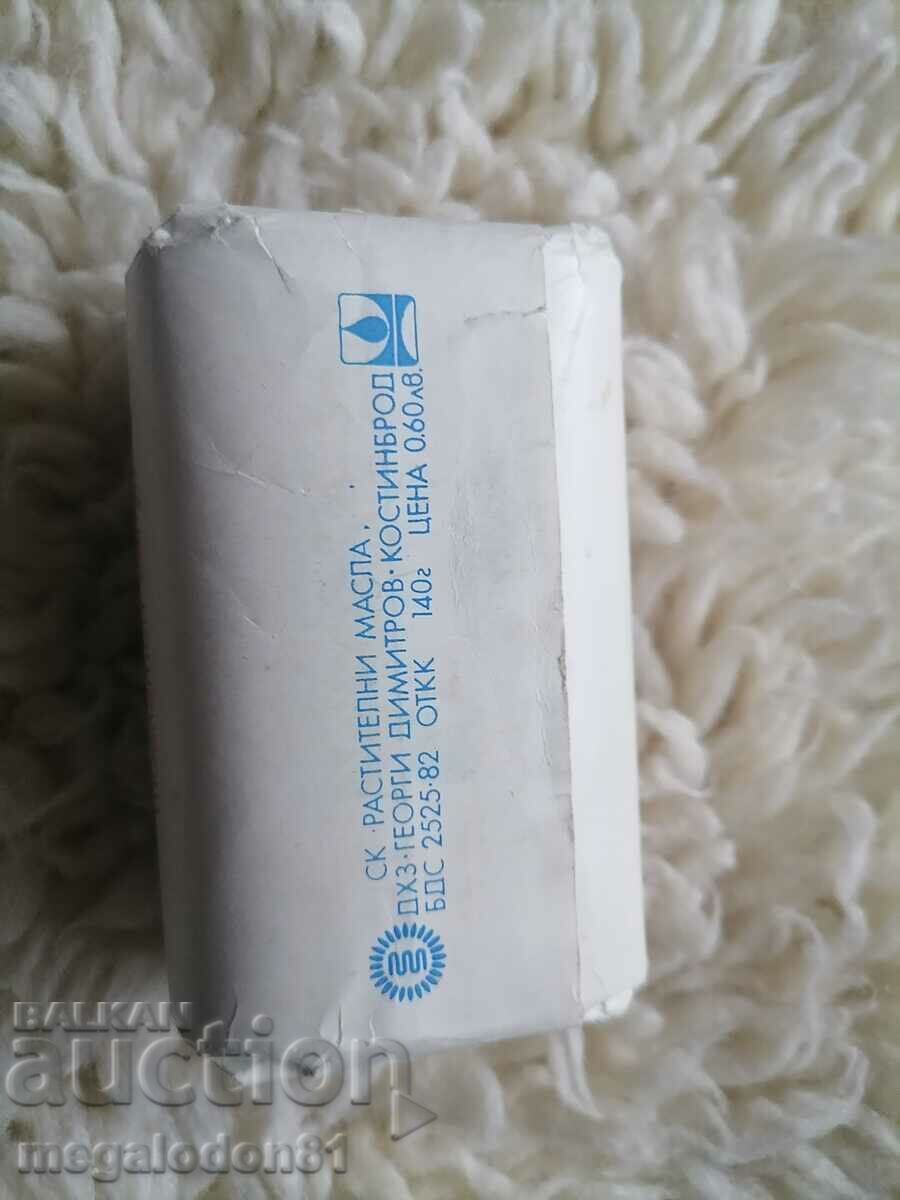 СК · РАСТИТЕЛНИ МАСЛА,
ДХЗ · ГЕОРГИ ДИМИТРОВ · КОСТИНБРОД
БДС 2525·82 ОТКК 140г ЦЕНА 0.60лв.
BALKAN
auction
megalodon81